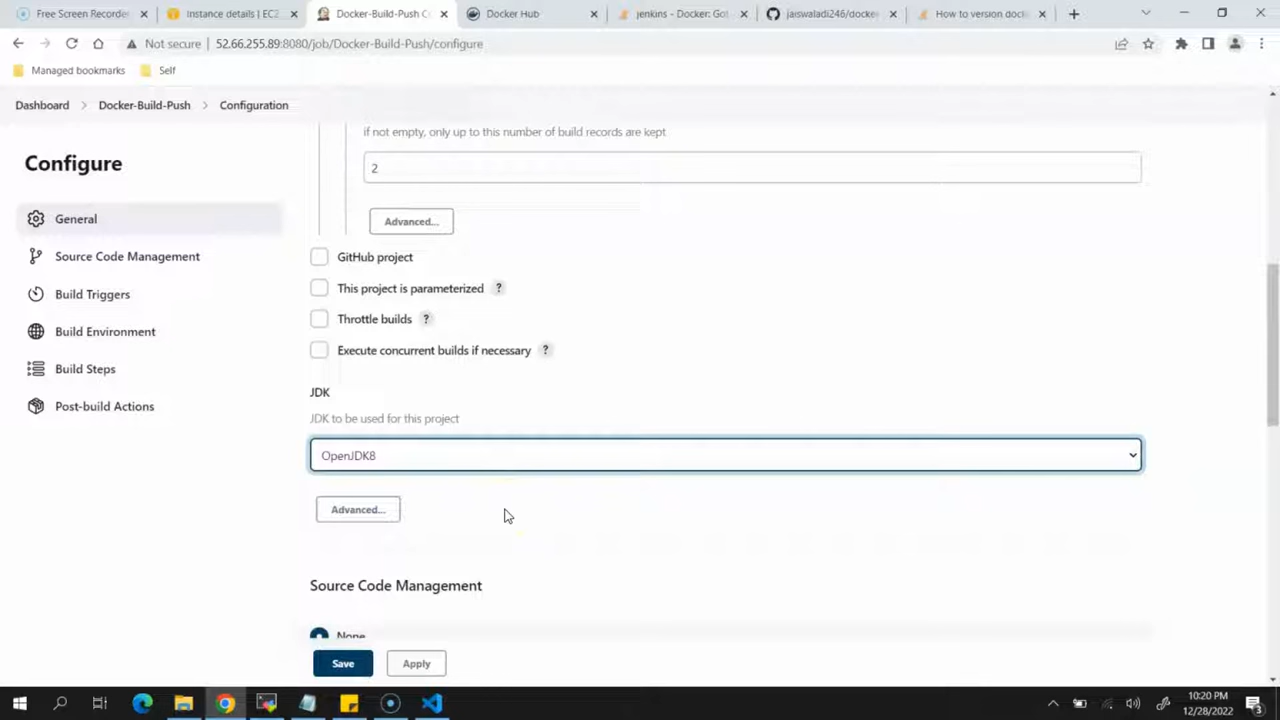 Free Screen Recorder
Instance details | EC2
Docker-Build-Push C
Docker Hub
jenkins - Docker: Got
jaiswaladi246/docker
How to version dock
Not secure | 52.66.255.89:8080/job/Docker-Build-Push/configure
Managed bookmarks
Self
Dashboard > Docker-Build-Push > Configuration
Configure
General
Source Code Management
Build Triggers
Build Environment
Build Steps
Post-build Actions
if not empty, only up to this number of build records are kept
2
Advanced...
GitHub project
This project is parameterized ?
Throttle builds ?
Execute concurrent builds if necessary ?
JDK
JDK to be used for this project
OpenJDK8
Advanced...
Source Code Management
None
Save
Apply
10:20 PM
12/28/2022
3